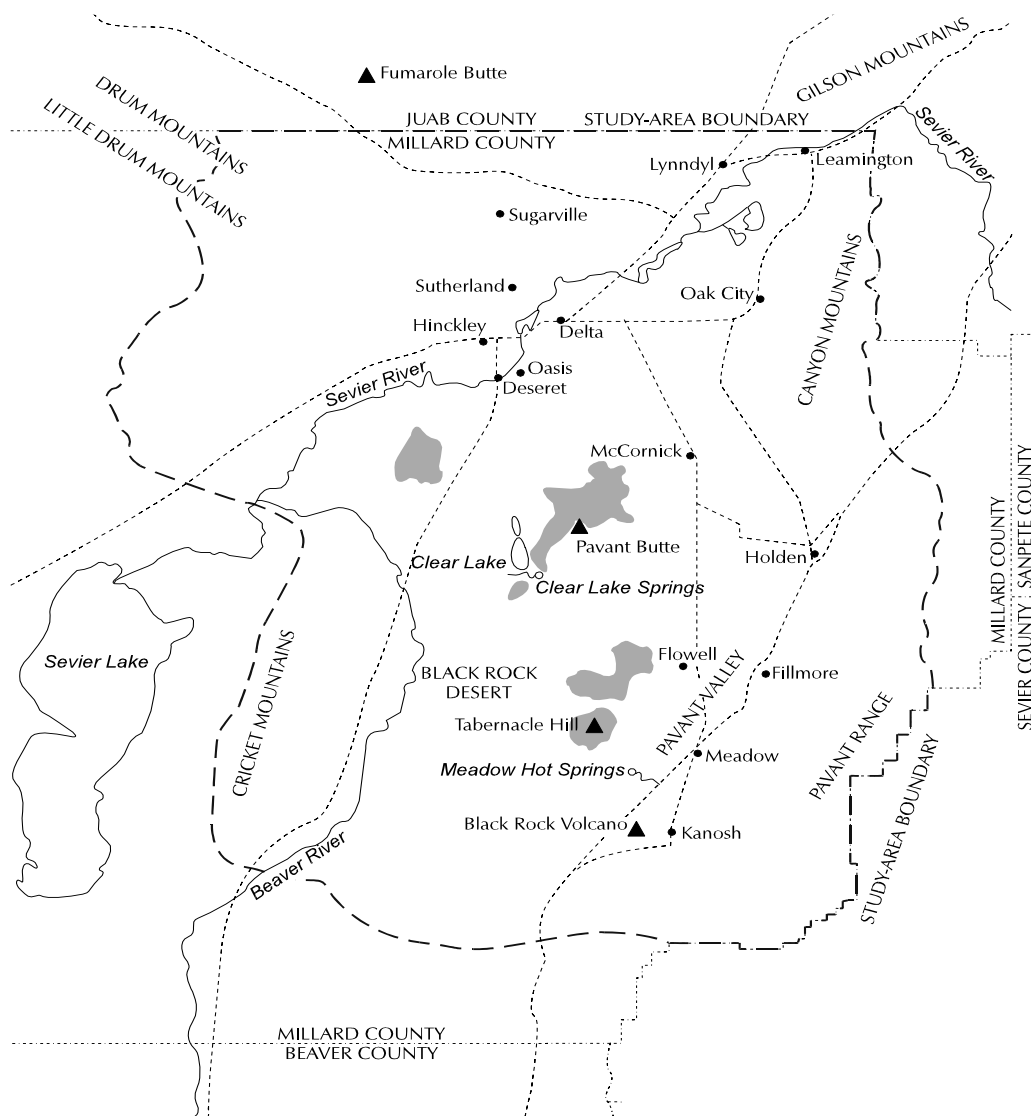 Fumarole Butte
GILSON MOUNTAINS
DRUM MOUNTAINS
LITTLE DRUM MOUNTAINS
JUAB COUNTY
STUDY-AREA BOUNDARY
MILLARD COUNTY
Lynndyl
Leamington
Sevier River
Sugarville
Sutherland
Oak City
Hinckley
Delta
CANYON MOUNTAINS
Sevier River
Oasis
Deseret
McCornick
Pavant Butte
Holden
Clear Lake
Clear Lake Springs
MILLARD COUNTY
SEVIER COUNTY
SANPETE COUNTY
Sevier Lake
CRICKET MOUNTAINS
BLACK ROCK
DESERT
Flowell
Fillmore
PAVANT VALLEY
Tabernacle Hill
Meadow
PAVANT RANGE
STUDY-AREA BOUNDARY
Meadow Hot Springs
Black Rock Volcano
Kanosh
Beaver River
MILLARD COUNTY
BEAVER COUNTY